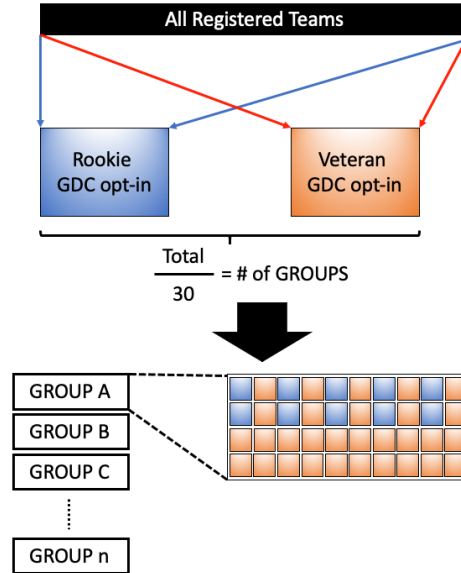 All Registered Teams
Rookie
GDC opt-in
Veteran
GDC opt-in
Total
30
= # of GROUPS
GROUP A
GROUP B
GROUP C
GROUP n